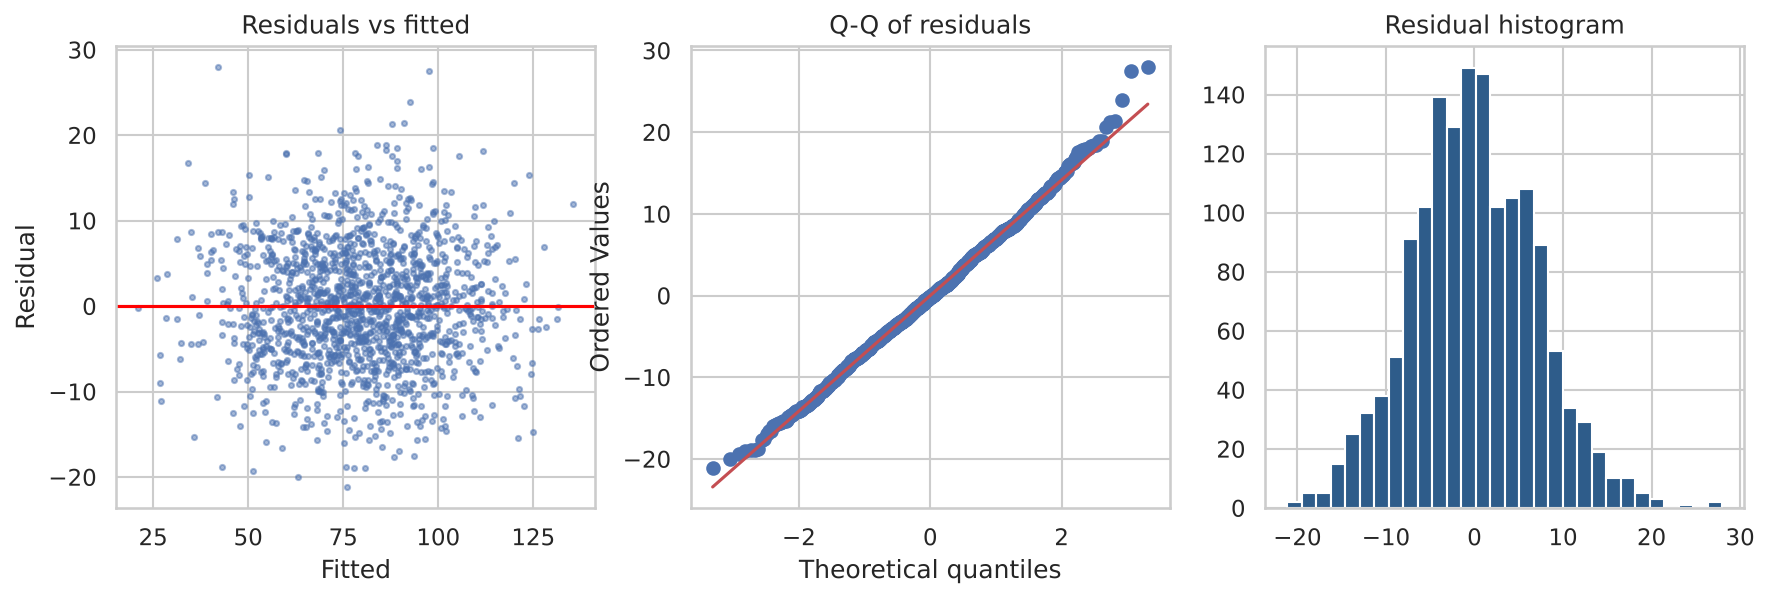 Residuals vs fitted
30
20
10
0
−10
−20
25 50 75 100 125
Residual
Fitted
Q-Q of residuals
30
20
10
0
−10
−20
−2 0 2
Ordered Values
Theoretical quantiles
Residual histogram
140
120
100
80
60
40
20
0
−20 −10 0 10 20 30